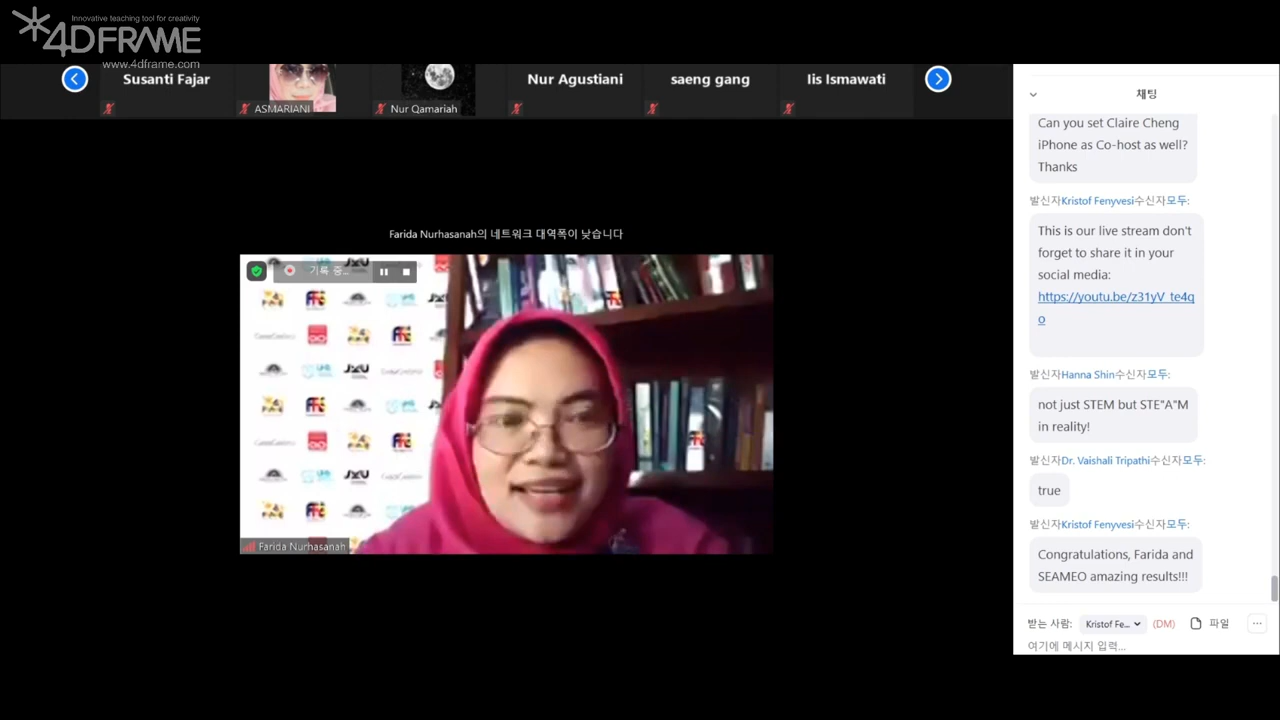 Innovative teaching tool for creativity
4DFRAME
www.4dframe.com
Susanti Fajar
ASMARIANI
Nur Qamariah
Nur Agustiani
saeng gang
Iis Ismawati
Farida Nurhasanah의 네트워크 대역폭이 낮습니다
기록 중...
Farida Nurhasanah
채팅
Can you set Claire Cheng
iPhone as Co-host as well?
Thanks
발신자Kristof Fenyvesi수신자모두:
This is our live stream don't
forget to share it in your
social media:
https://youtu.be/z31yV_te4q
o
발신자Hanna Shin수신자모두:
not just STEM but STE"A"M
in reality!
발신자Dr. Vaishali Tripathi수신자모두:
true
발신자Kristof Fenyvesi수신자모두:
Congratulations, Farida and
SEAMEO amazing results!!!
받는 사람: Kristof Fe... (DM) 파일 ...
여기에 메시지 입력...